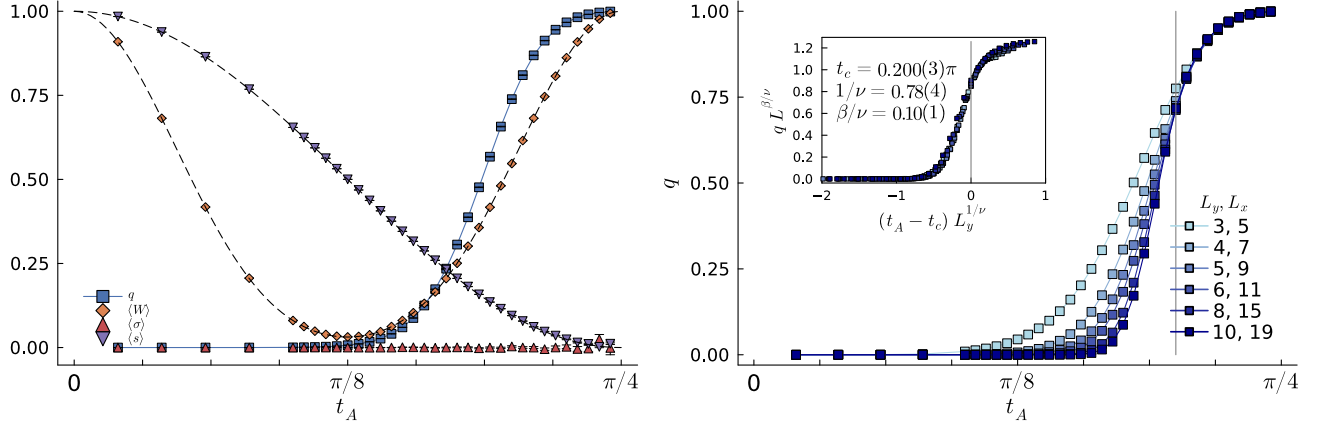 1.00
0.75
0.50
0.25
0.00
q
⟨W⟩
⟨σ⟩
⟨s⟩
0
π/8
π/4
t_A
1.00
0.75
0.50
0.25
0.00
q
0
π/8
π/4
t_A
1.2
1.0
0.8
0.6
0.4
0.2
0.0
q L^{β/ν}
t_c = 0.200(3)π
1/ν = 0.78(4)
β/ν = 0.10(1)
−2
−1
0
1
(t_A − t_c) L_y^{1/ν}
L_y, L_x
3, 5
4, 7
5, 9
6, 11
8, 15
10, 19